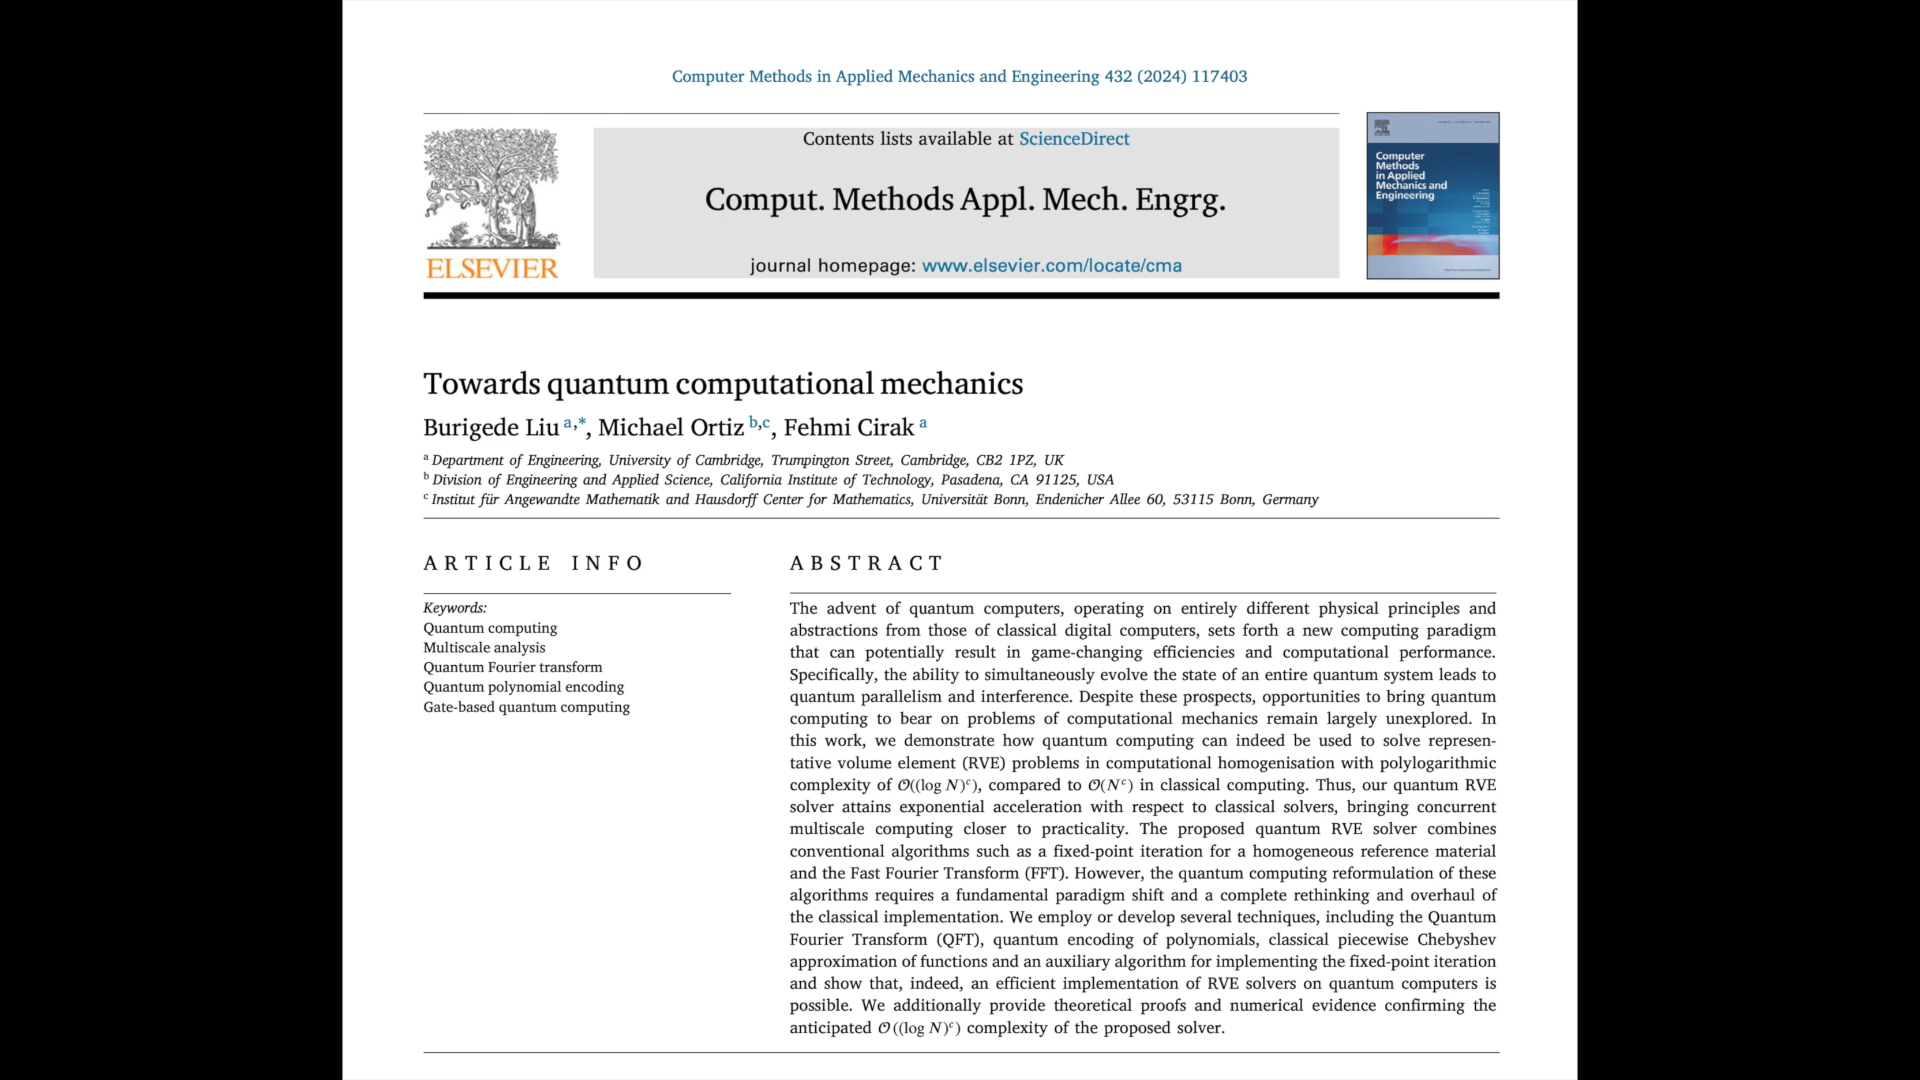 Computer Methods in Applied Mechanics and Engineering 432 (2024) 117403
Contents lists available at ScienceDirect
Comput. Methods Appl. Mech. Engrg.
journal homepage: www.elsevier.com/locate/cma
ELSEVIER
Computer
Methods
in Applied
Mechanics and
Engineering
Towards quantum computational mechanics
Burigede Liu a,*, Michael Ortiz b,c, Fehmi Cirak a
a Department of Engineering, University of Cambridge, Trumpington Street, Cambridge, CB2 1PZ, UK
b Division of Engineering and Applied Science, California Institute of Technology, Pasadena, CA 91125, USA
c Institut für Angewandte Mathematik and Hausdorff Center for Mathematics, Universität Bonn, Endenicher Allee 60, 53115 Bonn, Germany
ARTICLE INFO
Keywords:
Quantum computing
Multiscale analysis
Quantum Fourier transform
Quantum polynomial encoding
Gate-based quantum computing
ABSTRACT
The advent of quantum computers, operating on entirely different physical principles and
abstractions from those of classical digital computers, sets forth a new computing paradigm
that can potentially result in game-changing efficiencies and computational performance.
Specifically, the ability to simultaneously evolve the state of an entire quantum system leads to
quantum parallelism and interference. Despite these prospects, opportunities to bring quantum
computing to bear on problems of computational mechanics remain largely unexplored. In
this work, we demonstrate how quantum computing can indeed be used to solve represen-
tative volume element (RVE) problems in computational homogenisation with polylogarithmic
complexity of 𝒪((log N)ᶜ), compared to 𝒪(Nᶜ) in classical computing. Thus, our quantum RVE
solver attains exponential acceleration with respect to classical solvers, bringing concurrent
multiscale computing closer to practicality. The proposed quantum RVE solver combines
conventional algorithms such as a fixed-point iteration for a homogeneous reference material
and the Fast Fourier Transform (FFT). However, the quantum computing reformulation of these
algorithms requires a fundamental paradigm shift and a complete rethinking and overhaul of
the classical implementation. We employ or develop several techniques, including the Quantum
Fourier Transform (QFT), quantum encoding of polynomials, classical piecewise Chebyshev
approximation of functions and an auxiliary algorithm for implementing the fixed-point iteration
and show that, indeed, an efficient implementation of RVE solvers on quantum computers is
possible. We additionally provide theoretical proofs and numerical evidence confirming the
anticipated 𝒪((log N)ᶜ) complexity of the proposed solver.